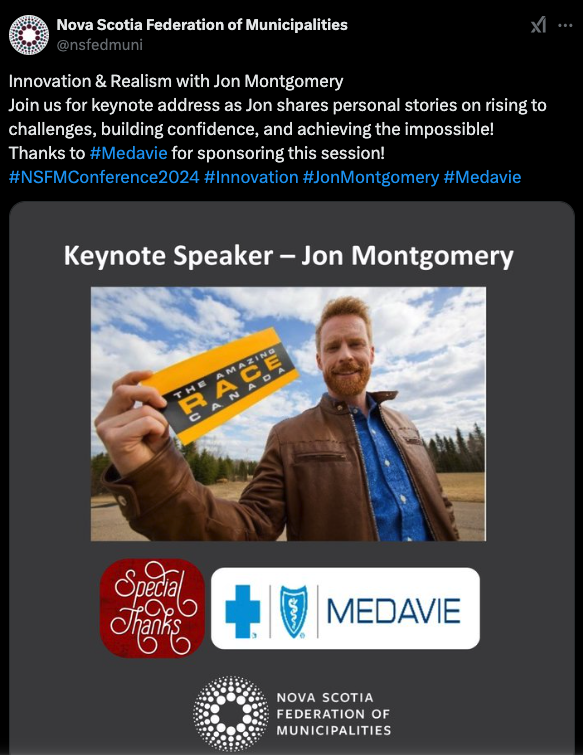 Nova Scotia Federation of Municipalities
@nsfedmuni
Innovation & Realism with Jon Montgomery
Join us for keynote address as Jon shares personal stories on rising to
challenges, building confidence, and achieving the impossible!
Thanks to #Medavie for sponsoring this session!
#NSFMConference2024 #Innovation #JonMontgomery #Medavie
Keynote Speaker – Jon Montgomery
THE AMAZING
RACE
CANADA
Special
Thanks
MEDAVIE
NOVA SCOTIA
FEDERATION OF
MUNICIPALITIES